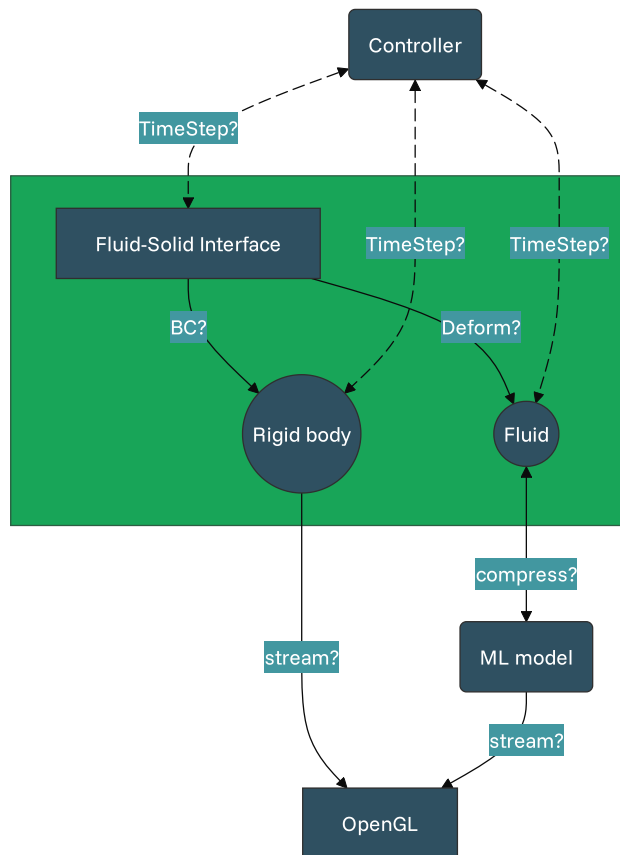 Controller
TimeStep?
Fluid-Solid Interface
TimeStep?
TimeStep?
BC?
Deform?
Rigid body
Fluid
compress?
stream?
ML model
stream?
OpenGL